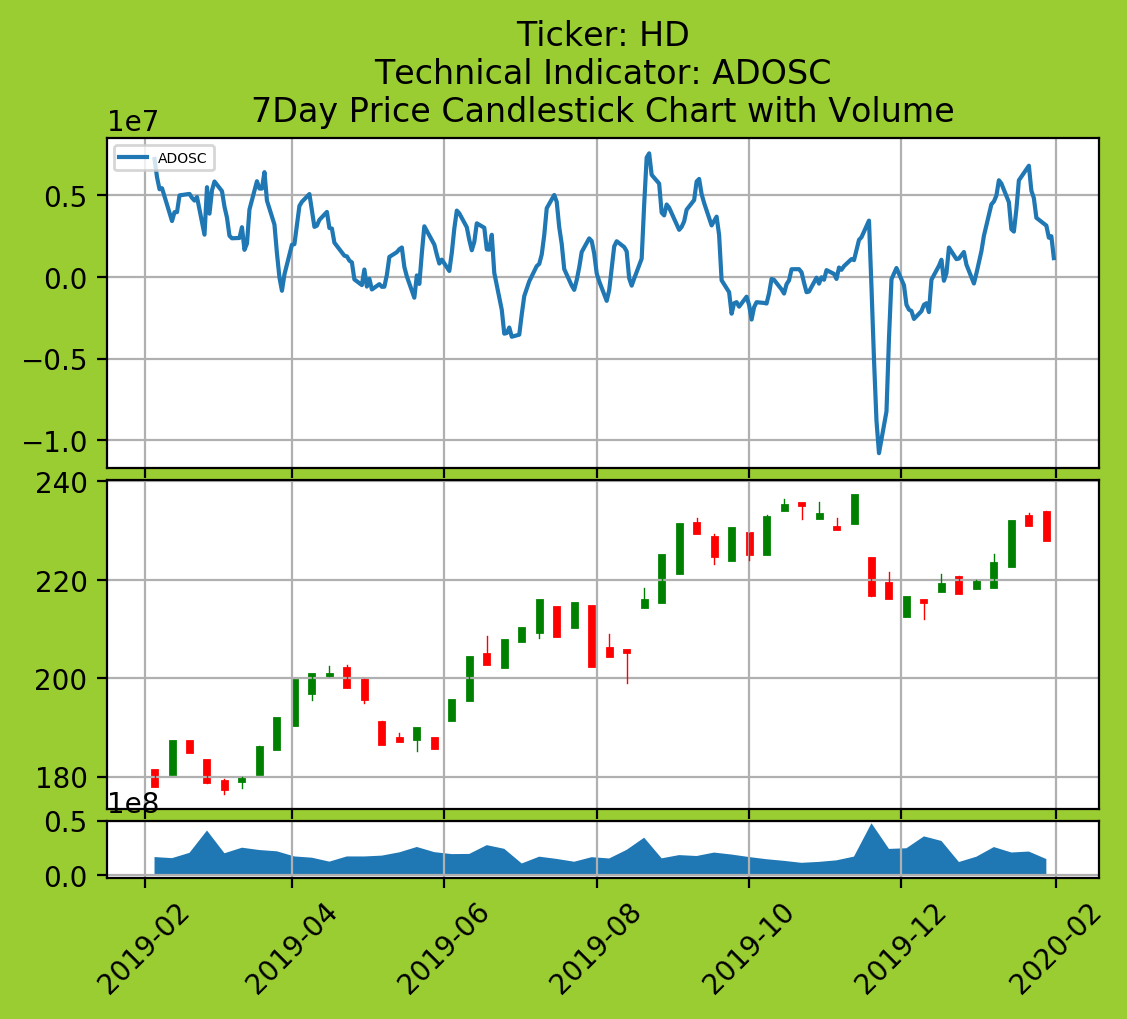 Ticker: HD
Technical Indicator: ADOSC
7Day Price Candlestick Chart with Volume
1e7
ADOSC
0.5
0.0
−0.5
−1.0
240
220
200
180
1e8
0.5
0.0
2019-02
2019-04
2019-06
2019-08
2019-10
2019-12
2020-02